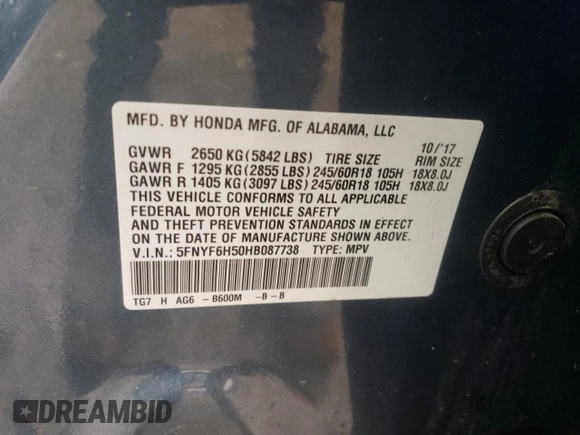 MFD. BY HONDA MFG. OF ALABAMA, LLC
10/'17
GVWR 2650 KG (5842 LBS) TIRE SIZE RIM SIZE
GAWR F 1295 KG (2855 LBS) 245/60R18 105H 18X8.0J
GAWR R 1405 KG (3097 LBS) 245/60R18 105H 18X8.0J
THIS VEHICLE CONFORMS TO ALL APPLICABLE
FEDERAL MOTOR VEHICLE SAFETY
AND THEFT PREVENTION STANDARDS IN EFFECT
ON THE DATE OF MANUFACTURE SHOWN ABOVE.
V.I.N.: 5FNYF6H50HB087738 TYPE: MPV
TG7 H AG6 -B600M -B-B
DREAMBID